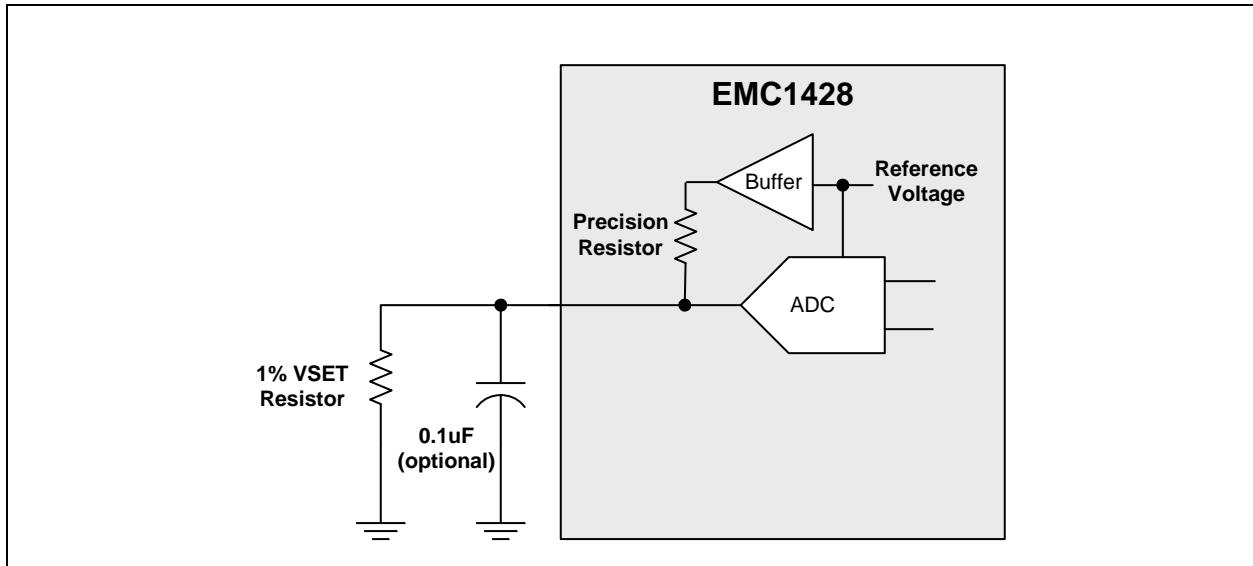 EMC1428
Buffer
Reference
Voltage
Precision
Resistor
ADC
1% VSET
Resistor
0.1uF
(optional)